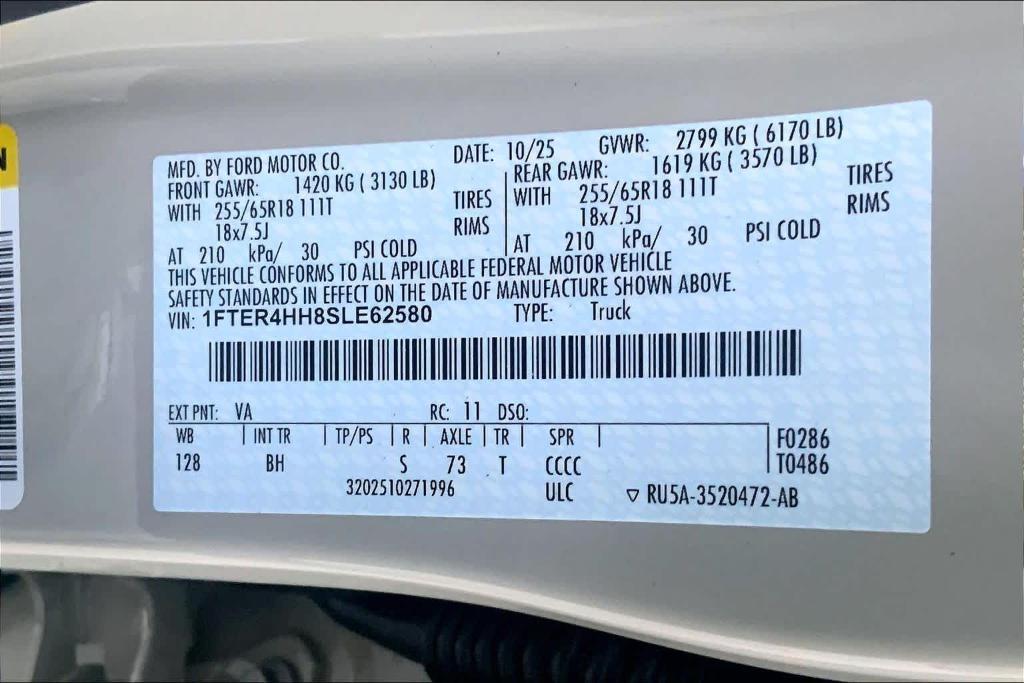 N
MFD. BY FORD MOTOR CO. DATE: 10/25 GVWR: 2799 KG ( 6170 LB)
FRONT GAWR: 1420 KG ( 3130 LB) REAR GAWR: 1619 KG ( 3570 LB)
WITH 255/65R18 111T TIRES WITH 255/65R18 111T TIRES
18x7.5J RIMS 18x7.5J RIMS
AT 210 kPa/ 30 PSI COLD AT 210 kPa/ 30 PSI COLD
THIS VEHICLE CONFORMS TO ALL APPLICABLE FEDERAL MOTOR VEHICLE
SAFETY STANDARDS IN EFFECT ON THE DATE OF MANUFACTURE SHOWN ABOVE.
VIN: 1FTER4HH8SLE62580 TYPE: Truck
EXT PNT: VA RC: 11 DSO:
WB INT TR TP/PS R AXLE TR SPR F0286
128 BH S 73 T CCCC T0486
3202510271996 ULC ▽ RU5A-3520472-AB